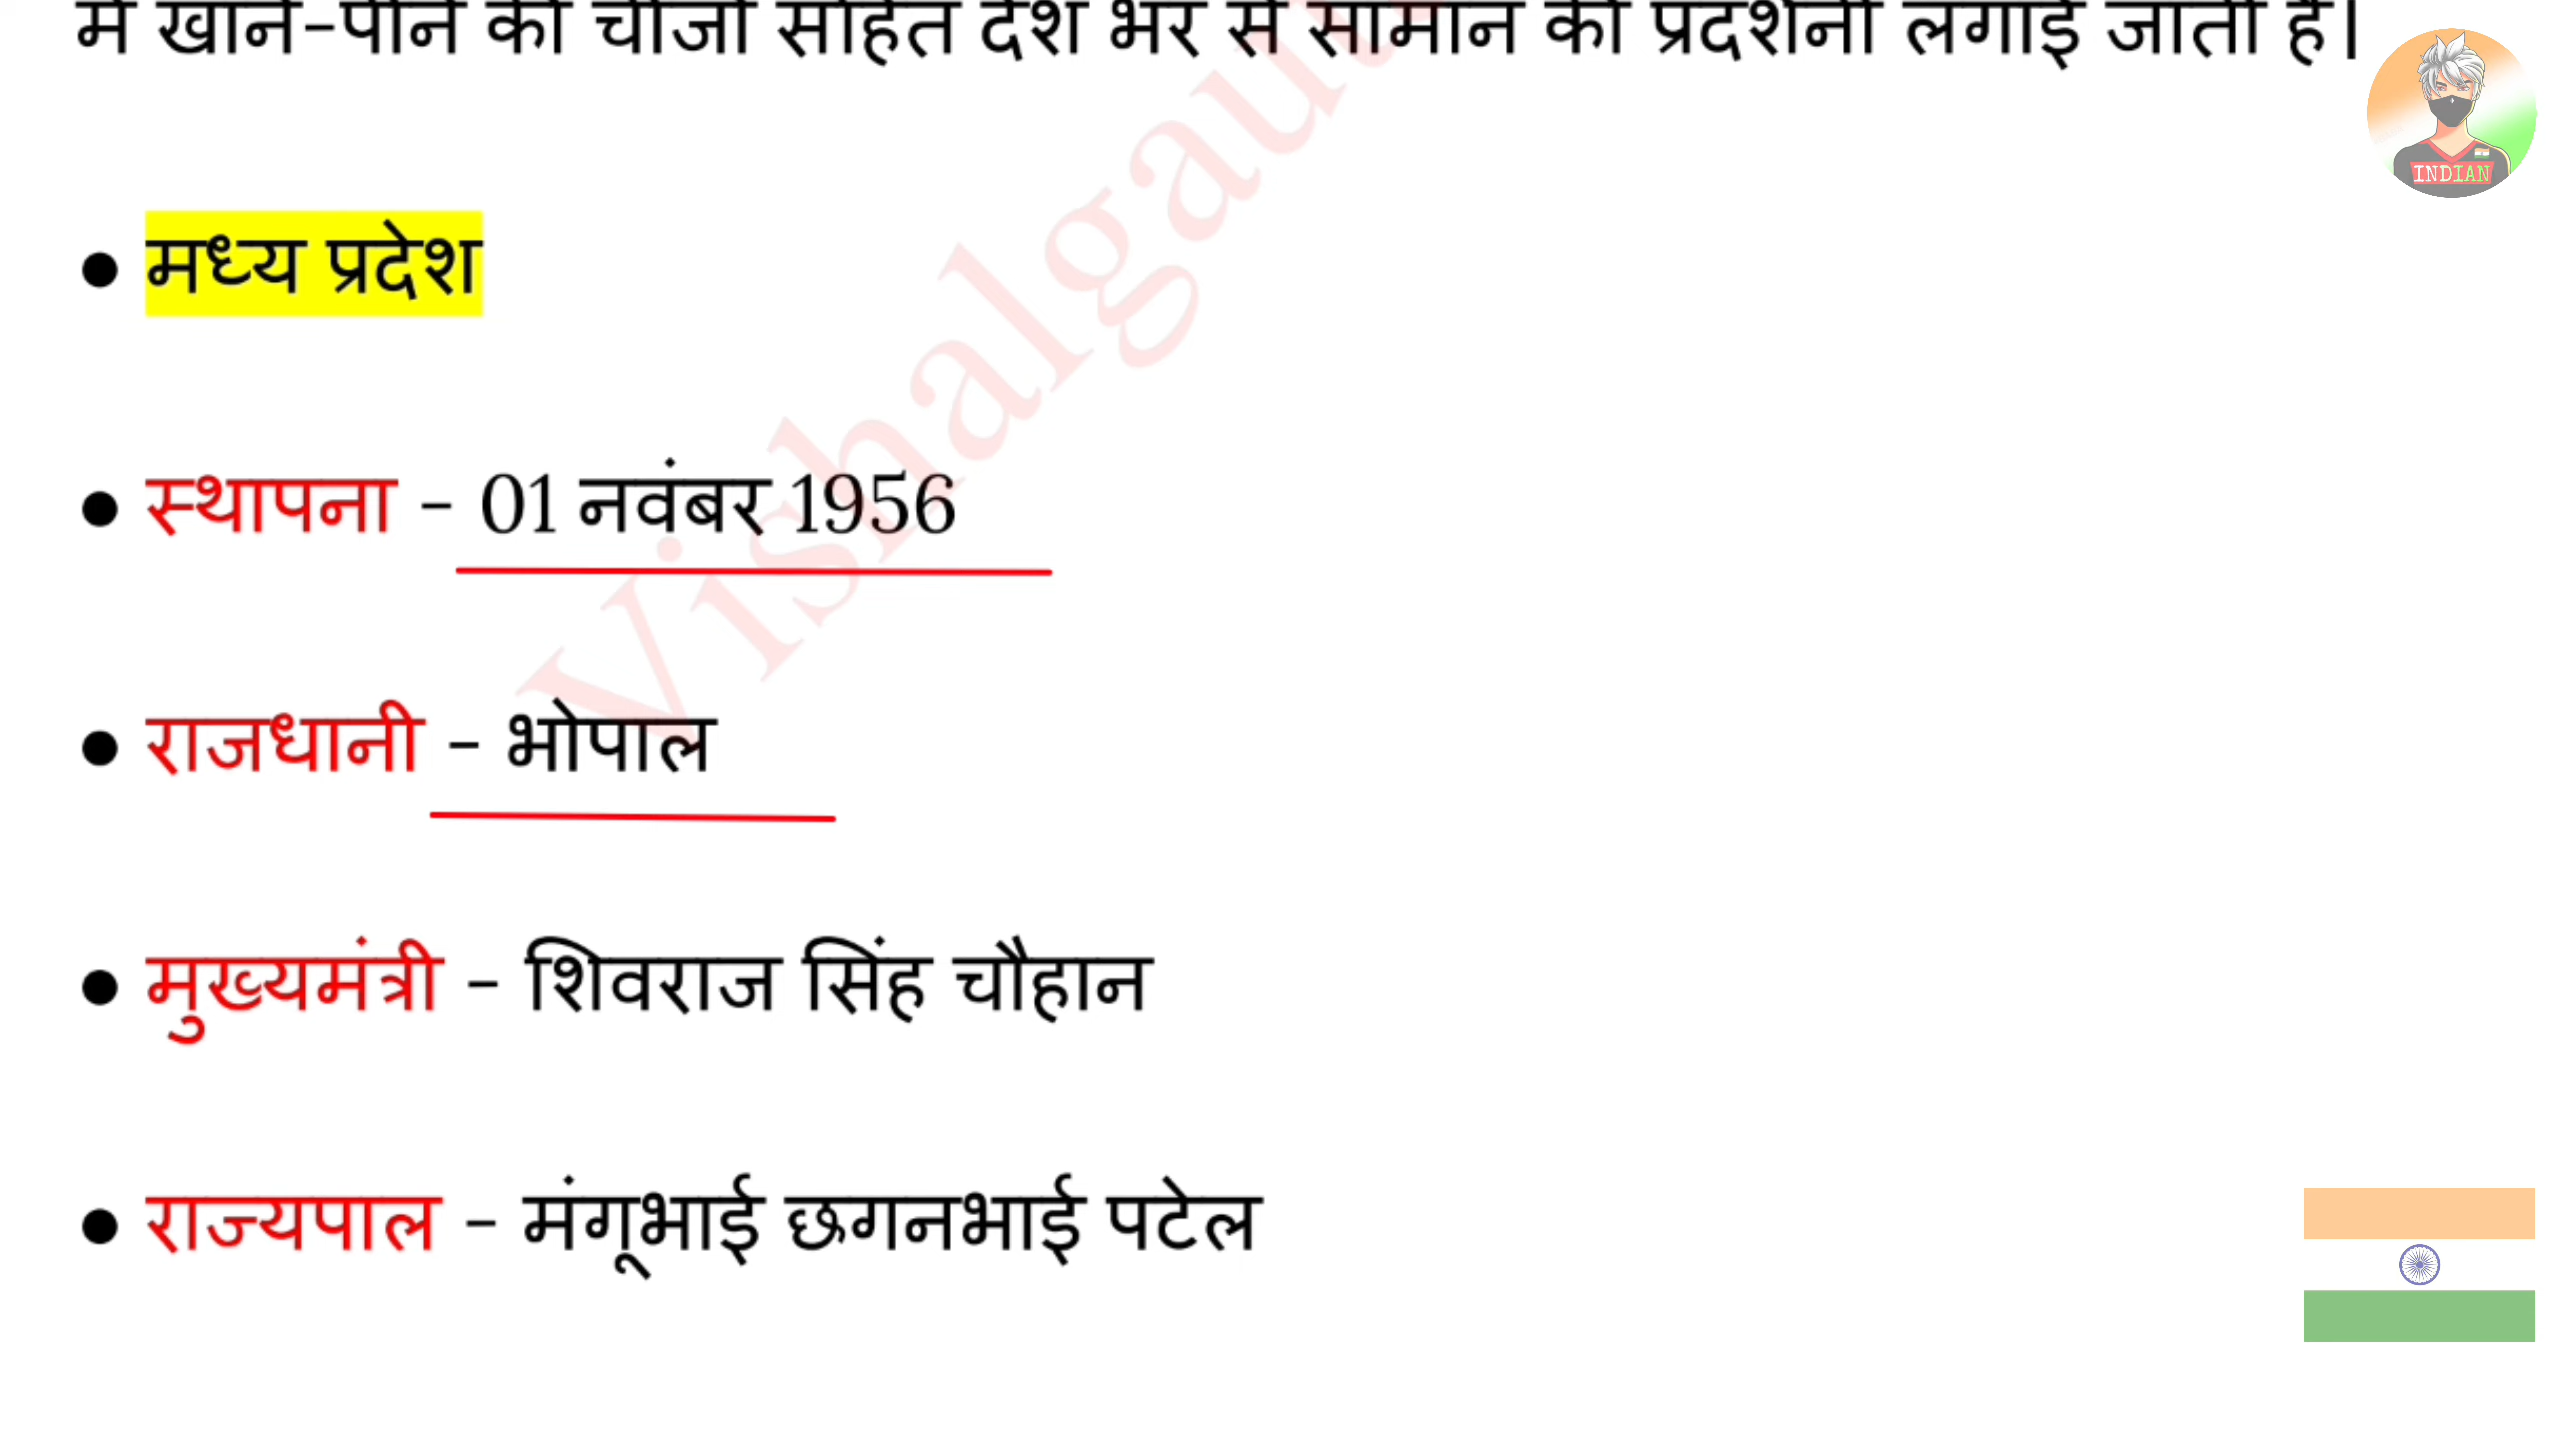 में खाने-पीने की चीजों सहित देश भर से सामान की प्रदर्शनी लगाई जाती है।
INDIAN
• मध्य प्रदेश
• स्थापना - 01 नवंबर 1956
• राजधानी - भोपाल
• मुख्यमंत्री - शिवराज सिंह चौहान
• राज्यपाल - मंगूभाई छगनभाई पटेल